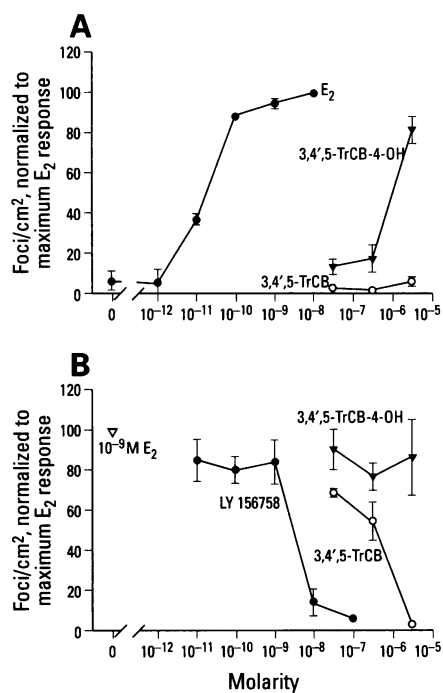 A
Foci/cm², normalized to
maximum E₂ response
120
100
80
60
40
20
0
E₂
3,4′,5-TrCB-4-OH
3,4′,5-TrCB
0 10⁻¹² 10⁻¹¹ 10⁻¹⁰ 10⁻⁹ 10⁻⁸ 10⁻⁷ 10⁻⁶ 10⁻⁵
B
Foci/cm², normalized to
maximum E₂ response
120
100
80
60
40
20
0
10⁻⁹M E₂
LY 156758
3,4′,5-TrCB-4-OH
3,4′,5-TrCB
0 10⁻¹² 10⁻¹¹ 10⁻¹⁰ 10⁻⁹ 10⁻⁸ 10⁻⁷ 10⁻⁶ 10⁻⁵
Molarity